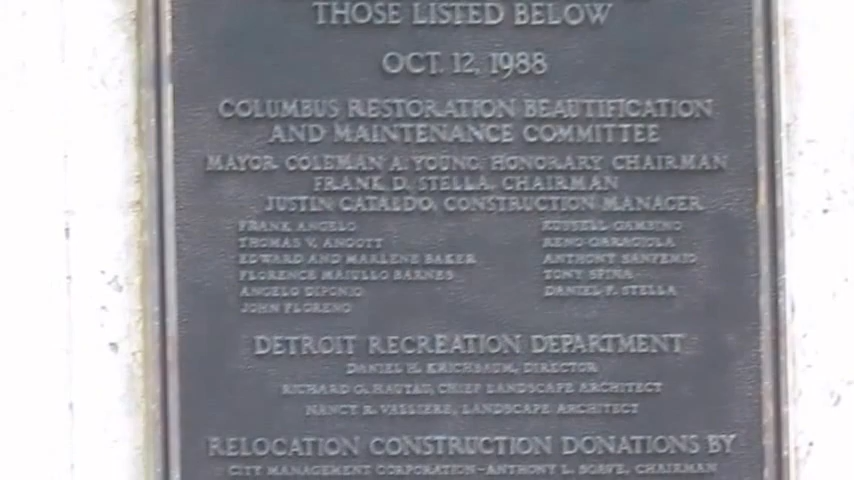 THOSE LISTED BELOW
OCT. 12, 1988
COLUMBUS RESTORATION BEAUTIFICATION
AND MAINTENANCE COMMITTEE
MAYOR COLEMAN A. YOUNG, HONORARY CHAIRMAN
FRANK D. STELLA, CHAIRMAN
JUSTIN CATALDO, CONSTRUCTION MANAGER
FRANK ANGELO
THOMAS V. ANGOTT
EDWARD AND MARLENE BAKER
FLORENCE MAIULLO BARNES
ANGELO DIPONIO
JOHN FLORENO
RUSSELL GAMBINO
RENO GARAGIOLA
ANTHONY
TONY SPINA
DANIEL F. STELLA
DETROIT RECREATION DEPARTMENT
DANIEL H. KRICHBAUM, DIRECTOR
RICHARD G. HAUTAU, CHIEF LANDSCAPE ARCHITECT
NANCY R. LANDSCAPE ARCHITECT
RELOCATION CONSTRUCTION DONATIONS BY
CITY MANAGEMENT CORPORATION-ANTHONY L. SOAVE, CHAIRMAN